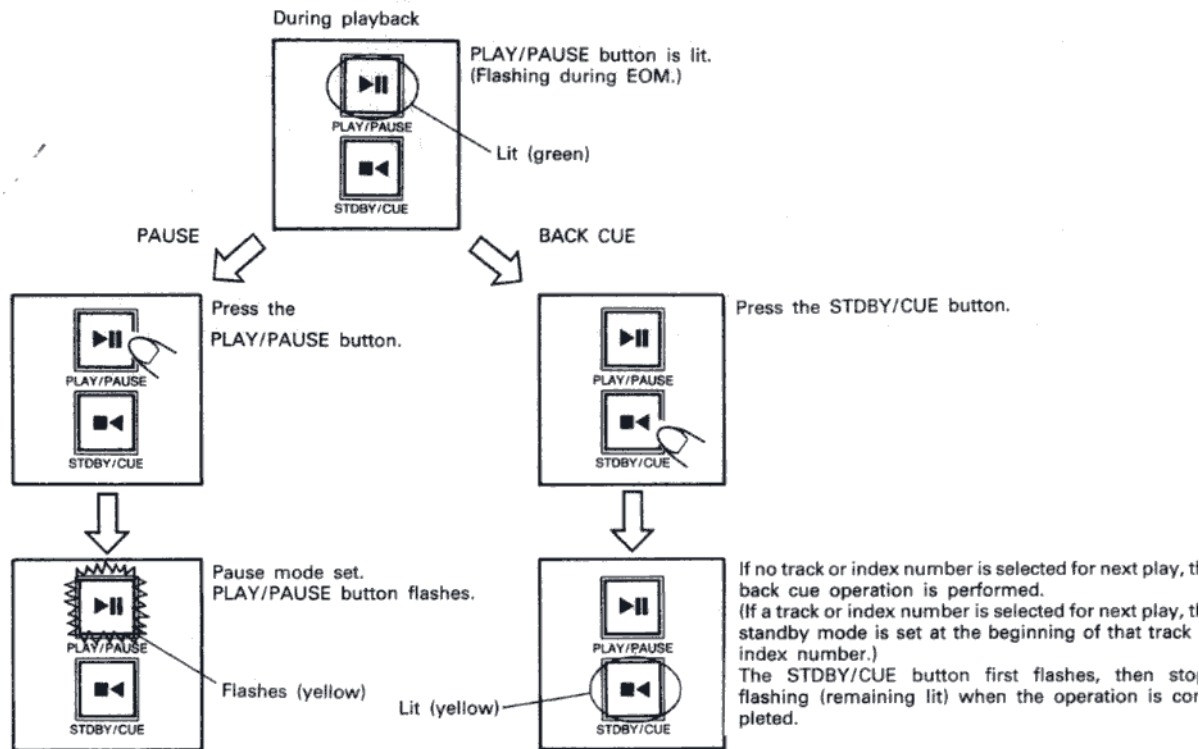 During playback
PLAY/PAUSE button is lit.
(Flashing during EOM.)
PLAY/PAUSE
Lit (green)
STDBY/CUE
PAUSE
BACK CUE
Press the
PLAY/PAUSE button.
PLAY/PAUSE
STDBY/CUE
Press the STDBY/CUE button.
PLAY/PAUSE
STDBY/CUE
Pause mode set.
PLAY/PAUSE button flashes.
PLAY/PAUSE
Flashes (yellow)
STDBY/CUE
If no track or index number is selected for next play, th
back cue operation is performed.
(If a track or index number is selected for next play, th
standby mode is set at the beginning of that track
index number.)
The STDBY/CUE button first flashes, then stop
flashing (remaining lit) when the operation is com
pleted.
PLAY/PAUSE
Lit (yellow)
STDBY/CUE